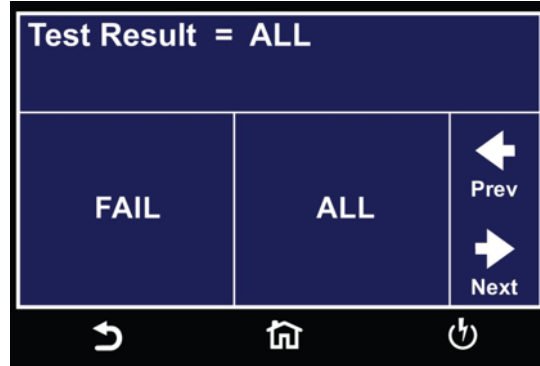 Test Result = ALL
FAIL
ALL
Prev
Next